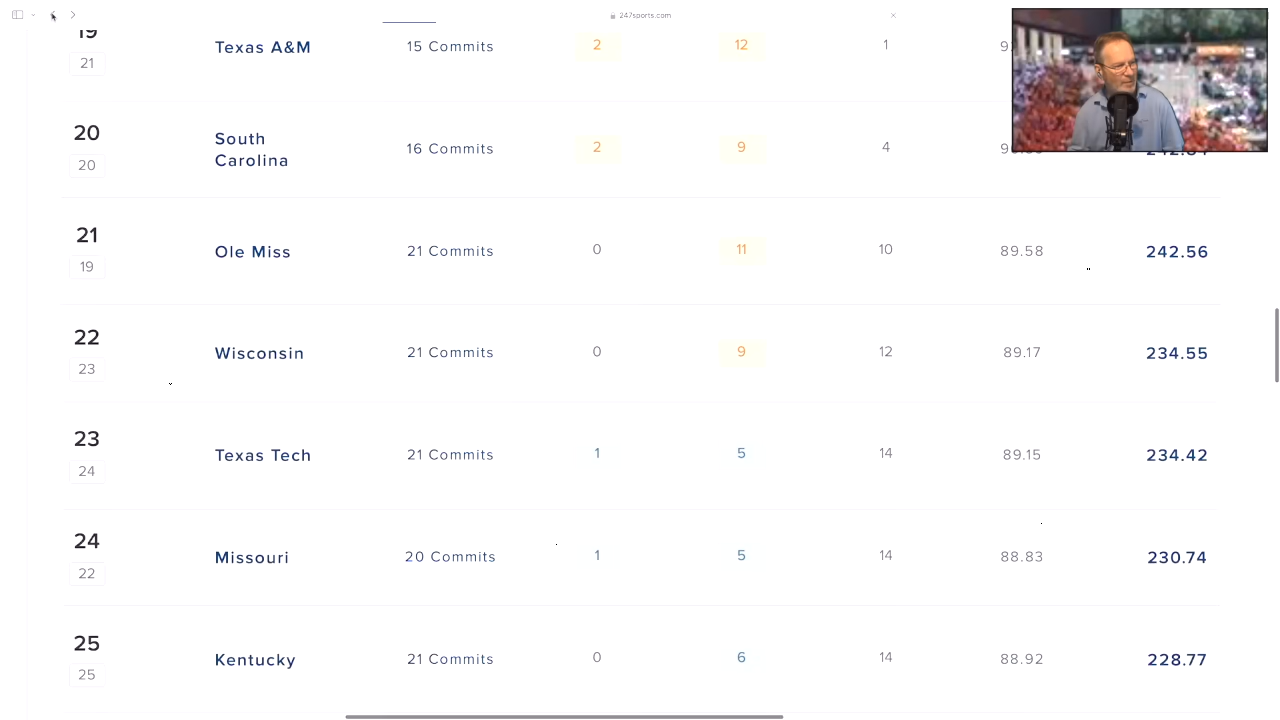 247sports.com
19
21
Texas A&M
15 Commits
2
12
1
20
20
South
Carolina
16 Commits
2
9
4
21
19
Ole Miss
21 Commits
0
11
10
89.58
242.56
22
23
Wisconsin
21 Commits
0
9
12
89.17
234.55
23
24
Texas Tech
21 Commits
1
5
14
89.15
234.42
24
22
Missouri
20 Commits
1
5
14
88.83
230.74
25
25
Kentucky
21 Commits
0
6
14
88.92
228.77